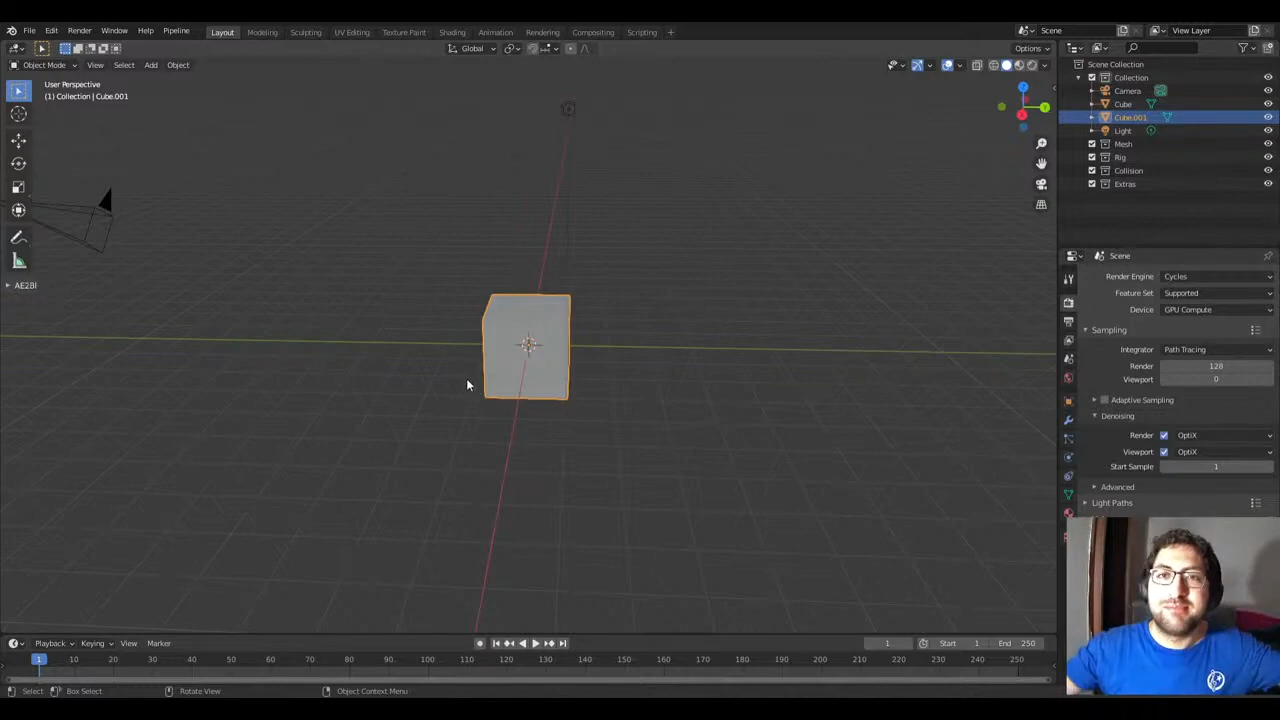 File Edit Render Window Help Pipeline Layout Modeling Sculpting UV Editing Texture Paint Shading Animation Rendering Compositing Scripting + Scene View Layer
Global Options
Object Mode View Select Add Object
User Perspective
(1) Collection | Cube.001
Scene Collection
Collection
Camera
Cube
Cube.001
Light
Mesh
Rig
Collision
Extras
AE2Bl
Scene
Render Engine Cycles
Feature Set Supported
Device GPU Compute
Sampling
Integrator Path Tracing
Render 128
Viewport 0
Adaptive Sampling
Denoising
Render OptiX
Viewport OptiX
Start Sample 1
Advanced
Light Paths
Playback Keying View Marker 1 Start 1 End 250
1 10 20 30 40 50 60 70 80 90 100 110 120 130 140 150 160 170 180 190 200 210 220 230 240 250
Select Box Select Rotate View Object Context Menu